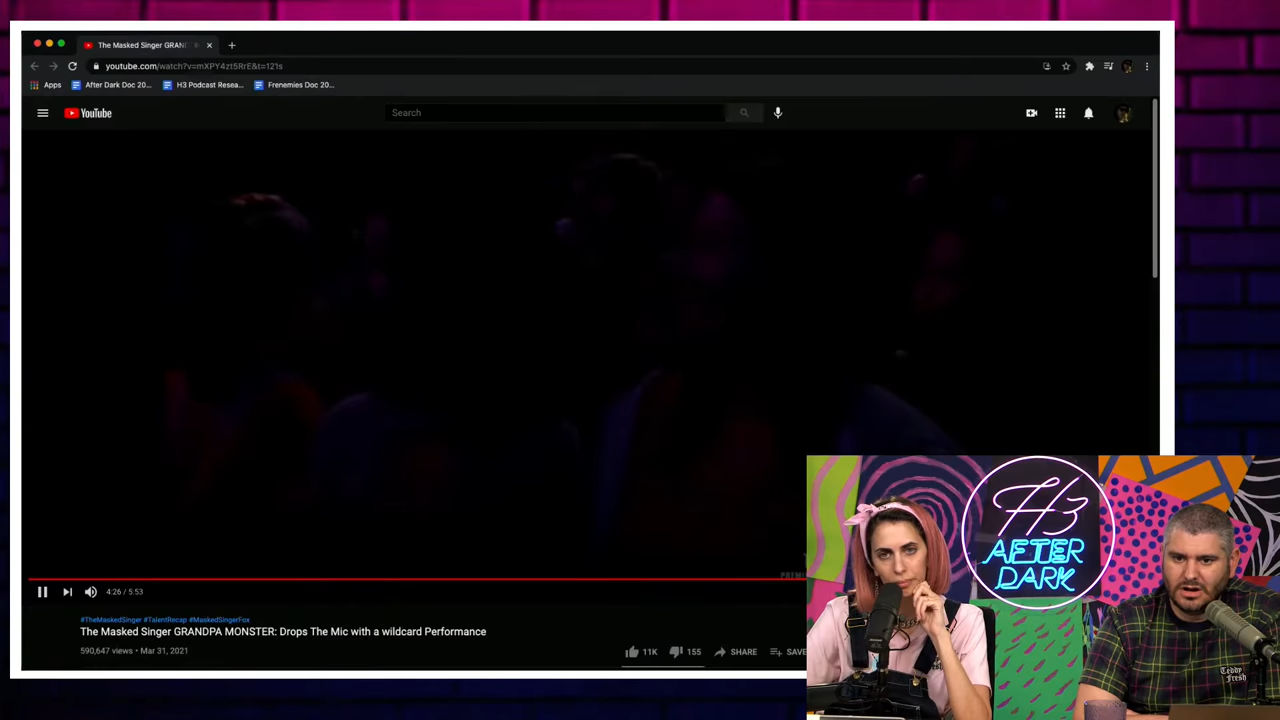 The Masked Singer GRAN
youtube.com/watch?v=mXPY4zt5RrE&t=121s
Apps After Dark Doc 20... H3 Podcast Resea... Frenemies Doc 20...
YouTube
Search
4:26 / 5:53
#TheMaskedSinger #TalentRecap #MaskedSingerFox
The Masked Singer GRANDPA MONSTER: Drops The Mic with a wildcard Performance
590,647 views • Mar 31, 2021
11K 155 SHARE SAVE
H3
AFTER
DARK
Teddy
Fresh